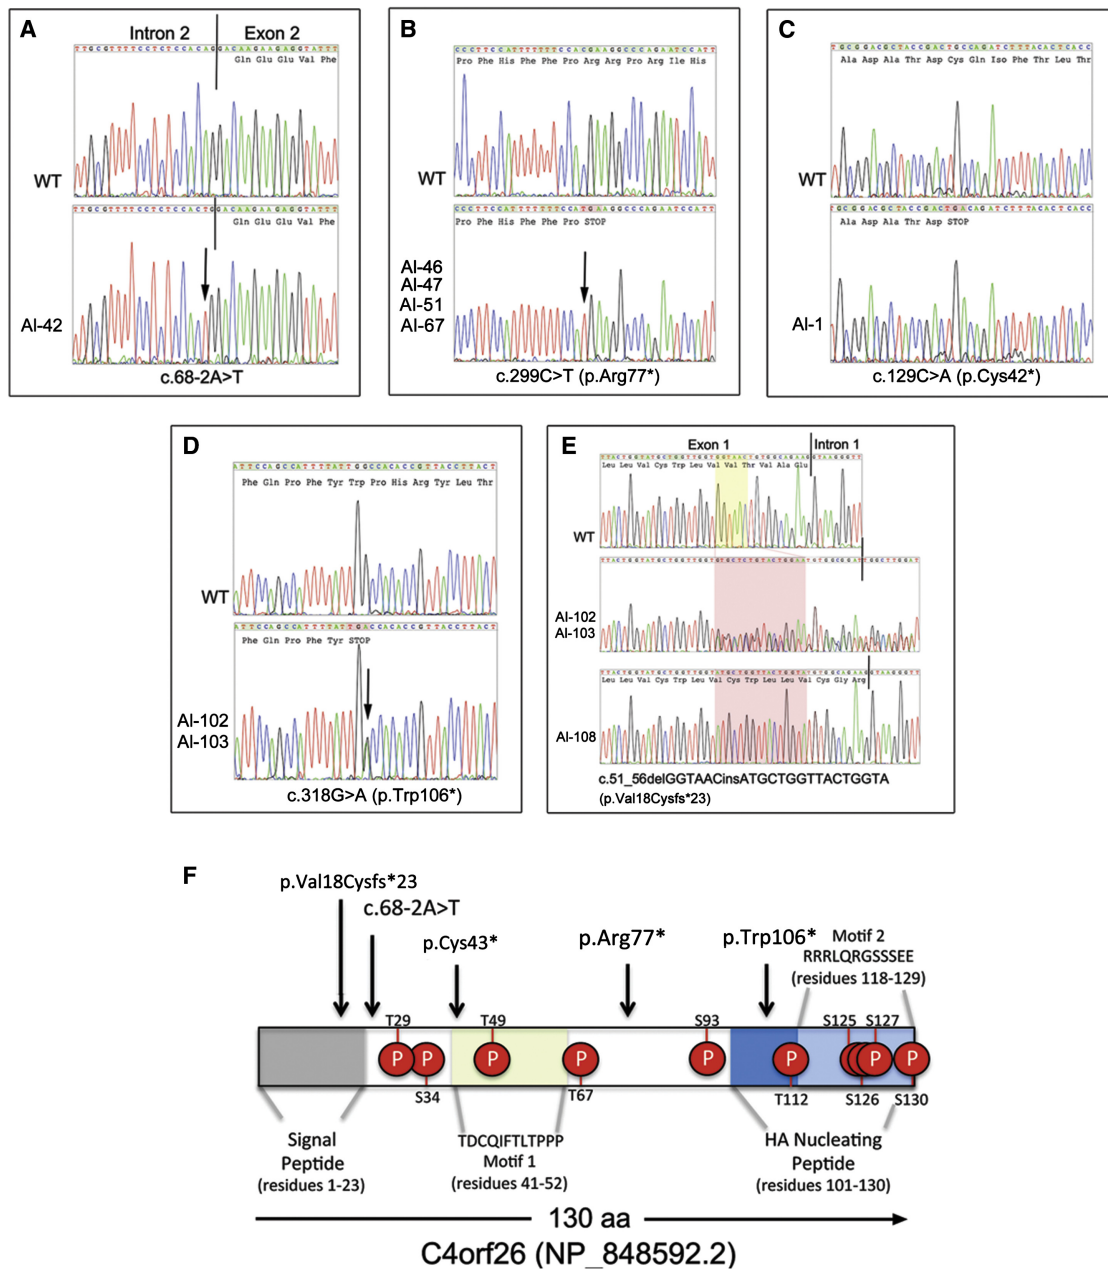 A
Intron 2 Exon 2
TTGCGTTTTCCTCTCCACAGGACAAGAAGAGGTATTT
Gln Glu Glu Val Phe
WT
TTGCGTTTTCCTCTCCACTGGACAAGAAGAGGTATTT
Gln Glu Glu Val Phe
AI-42
c.68-2A>T
B
CCCTTCCATTTTTTTCCACGAAGGCCCAGAATCCATT
Pro Phe His Phe Phe Pro Arg Arg Pro Arg Ile His
WT
CCCTTCCATTTTTTTCCATGAAGGCCCAGAATCCATT
Pro Phe His Phe Phe Pro STOP
AI-46
AI-47
AI-51
AI-67
c.299C>T (p.Arg77*)
C
TGCGGACGCTACCGACTGCCAGATCTTTACACTCACC
Ala Asp Ala Thr Asp Cys Gln Iso Phe Thr Leu Thr
WT
TGCGGACGCTACCGACTGACAGATCTTTACACTCACC
Ala Asp Ala Thr Asp STOP
AI-1
c.129C>A (p.Cys42*)
D
ATTCCAGCCATTTTATTGGCCACACCGTTACCTTACT
Phe Gln Pro Phe Tyr Trp Pro His Arg Tyr Leu Thr
WT
ATTCCAGCCATTTTATTGACCACACCGTTACCTTACT
Phe Gln Pro Phe Tyr STOP
AI-102
AI-103
c.318G>A (p.Trp106*)
E
Exon 1 Intron 1
TTACTGGTATGCTGGTTGGTGGTAACTGTGGCAGAAGGTAAGGGTT
Leu Leu Val Cys Trp Leu Val Val Thr Val Ala Glu
WT
AI-102
AI-103
Leu Leu Val Cys Trp Leu Val Cys Trp Leu Leu Val Cys Gly Arg
AI-108
c.51_56delGGTAACinsATGCTGGTTACTGGTA
(p.Val18Cysfs*23)
F
p.Val18Cysfs*23
c.68-2A>T
p.Cys43*
p.Arg77*
p.Trp106*
Motif 2
RRRLQRGSSSEE
(residues 118-129)
T29 T49 S93 S125 S127
P P P P P P P P
S34 T67 T112 S126 S130
Signal
Peptide
(residues 1-23)
TDCQIFTLTPPP
Motif 1
(residues 41-52)
HA Nucleating
Peptide
(residues 101-130)
130 aa
C4orf26 (NP_848592.2)